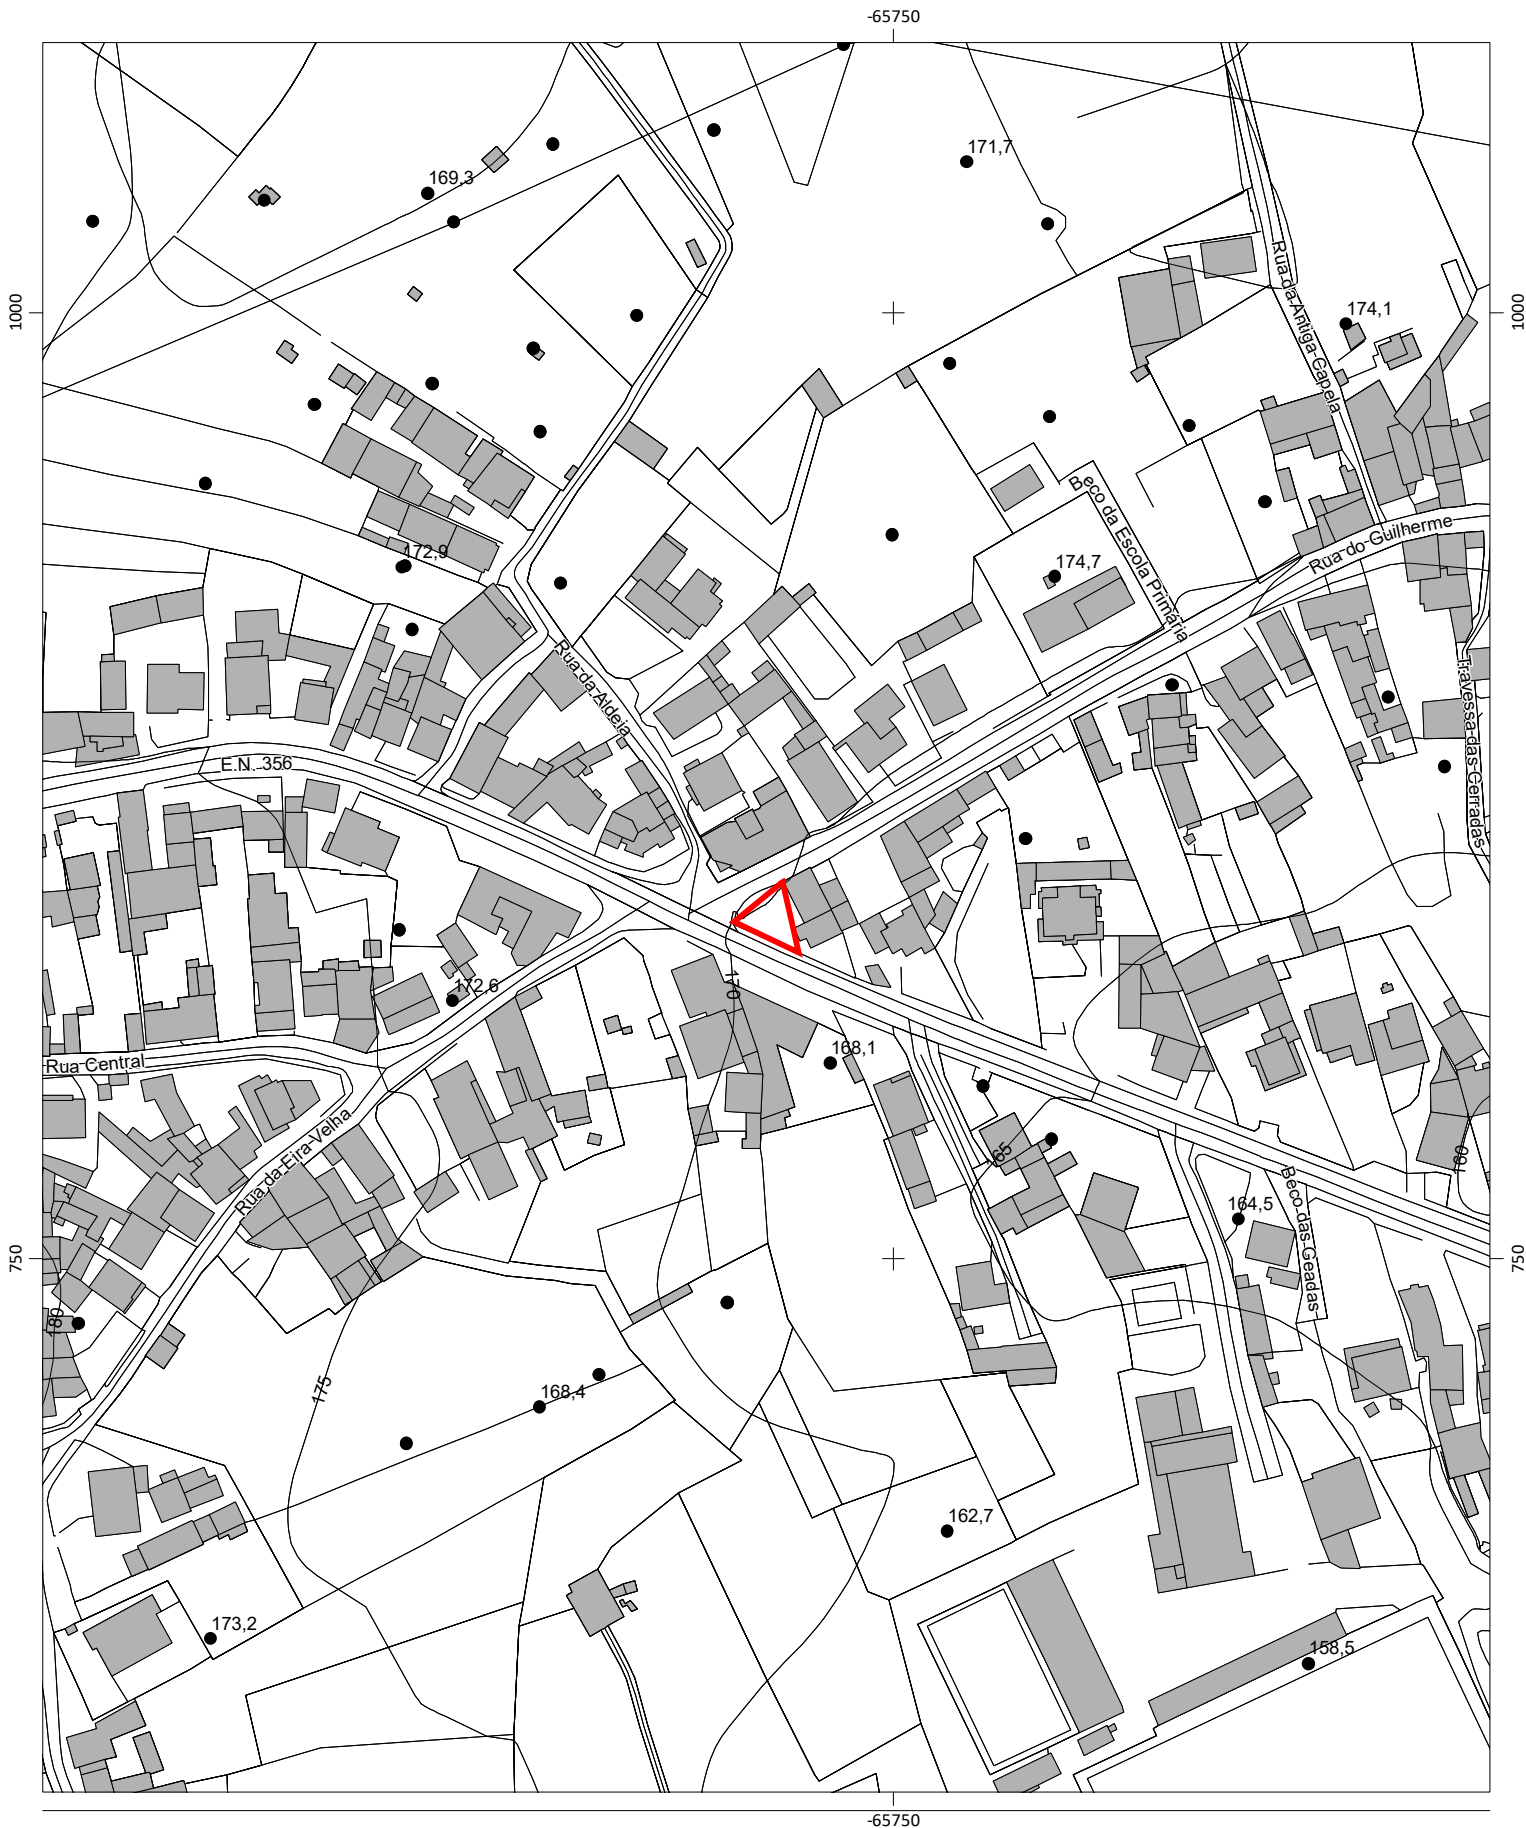 -65750
171,7
169,3
Rua da Antiga Capela
1000
1000
174,1
Beco da Escola Primária
Rua do Guilherme
172,9
174,7
Rua da Aldeia
Travessa das Cerradas
E.N. 356
170
172,6
168,1
Rua Central
Rua da Eira Velha
65
160
Beco das Geadas
164,5
750
750
180
175
168,4
162,7
173,2
158,5
-65750